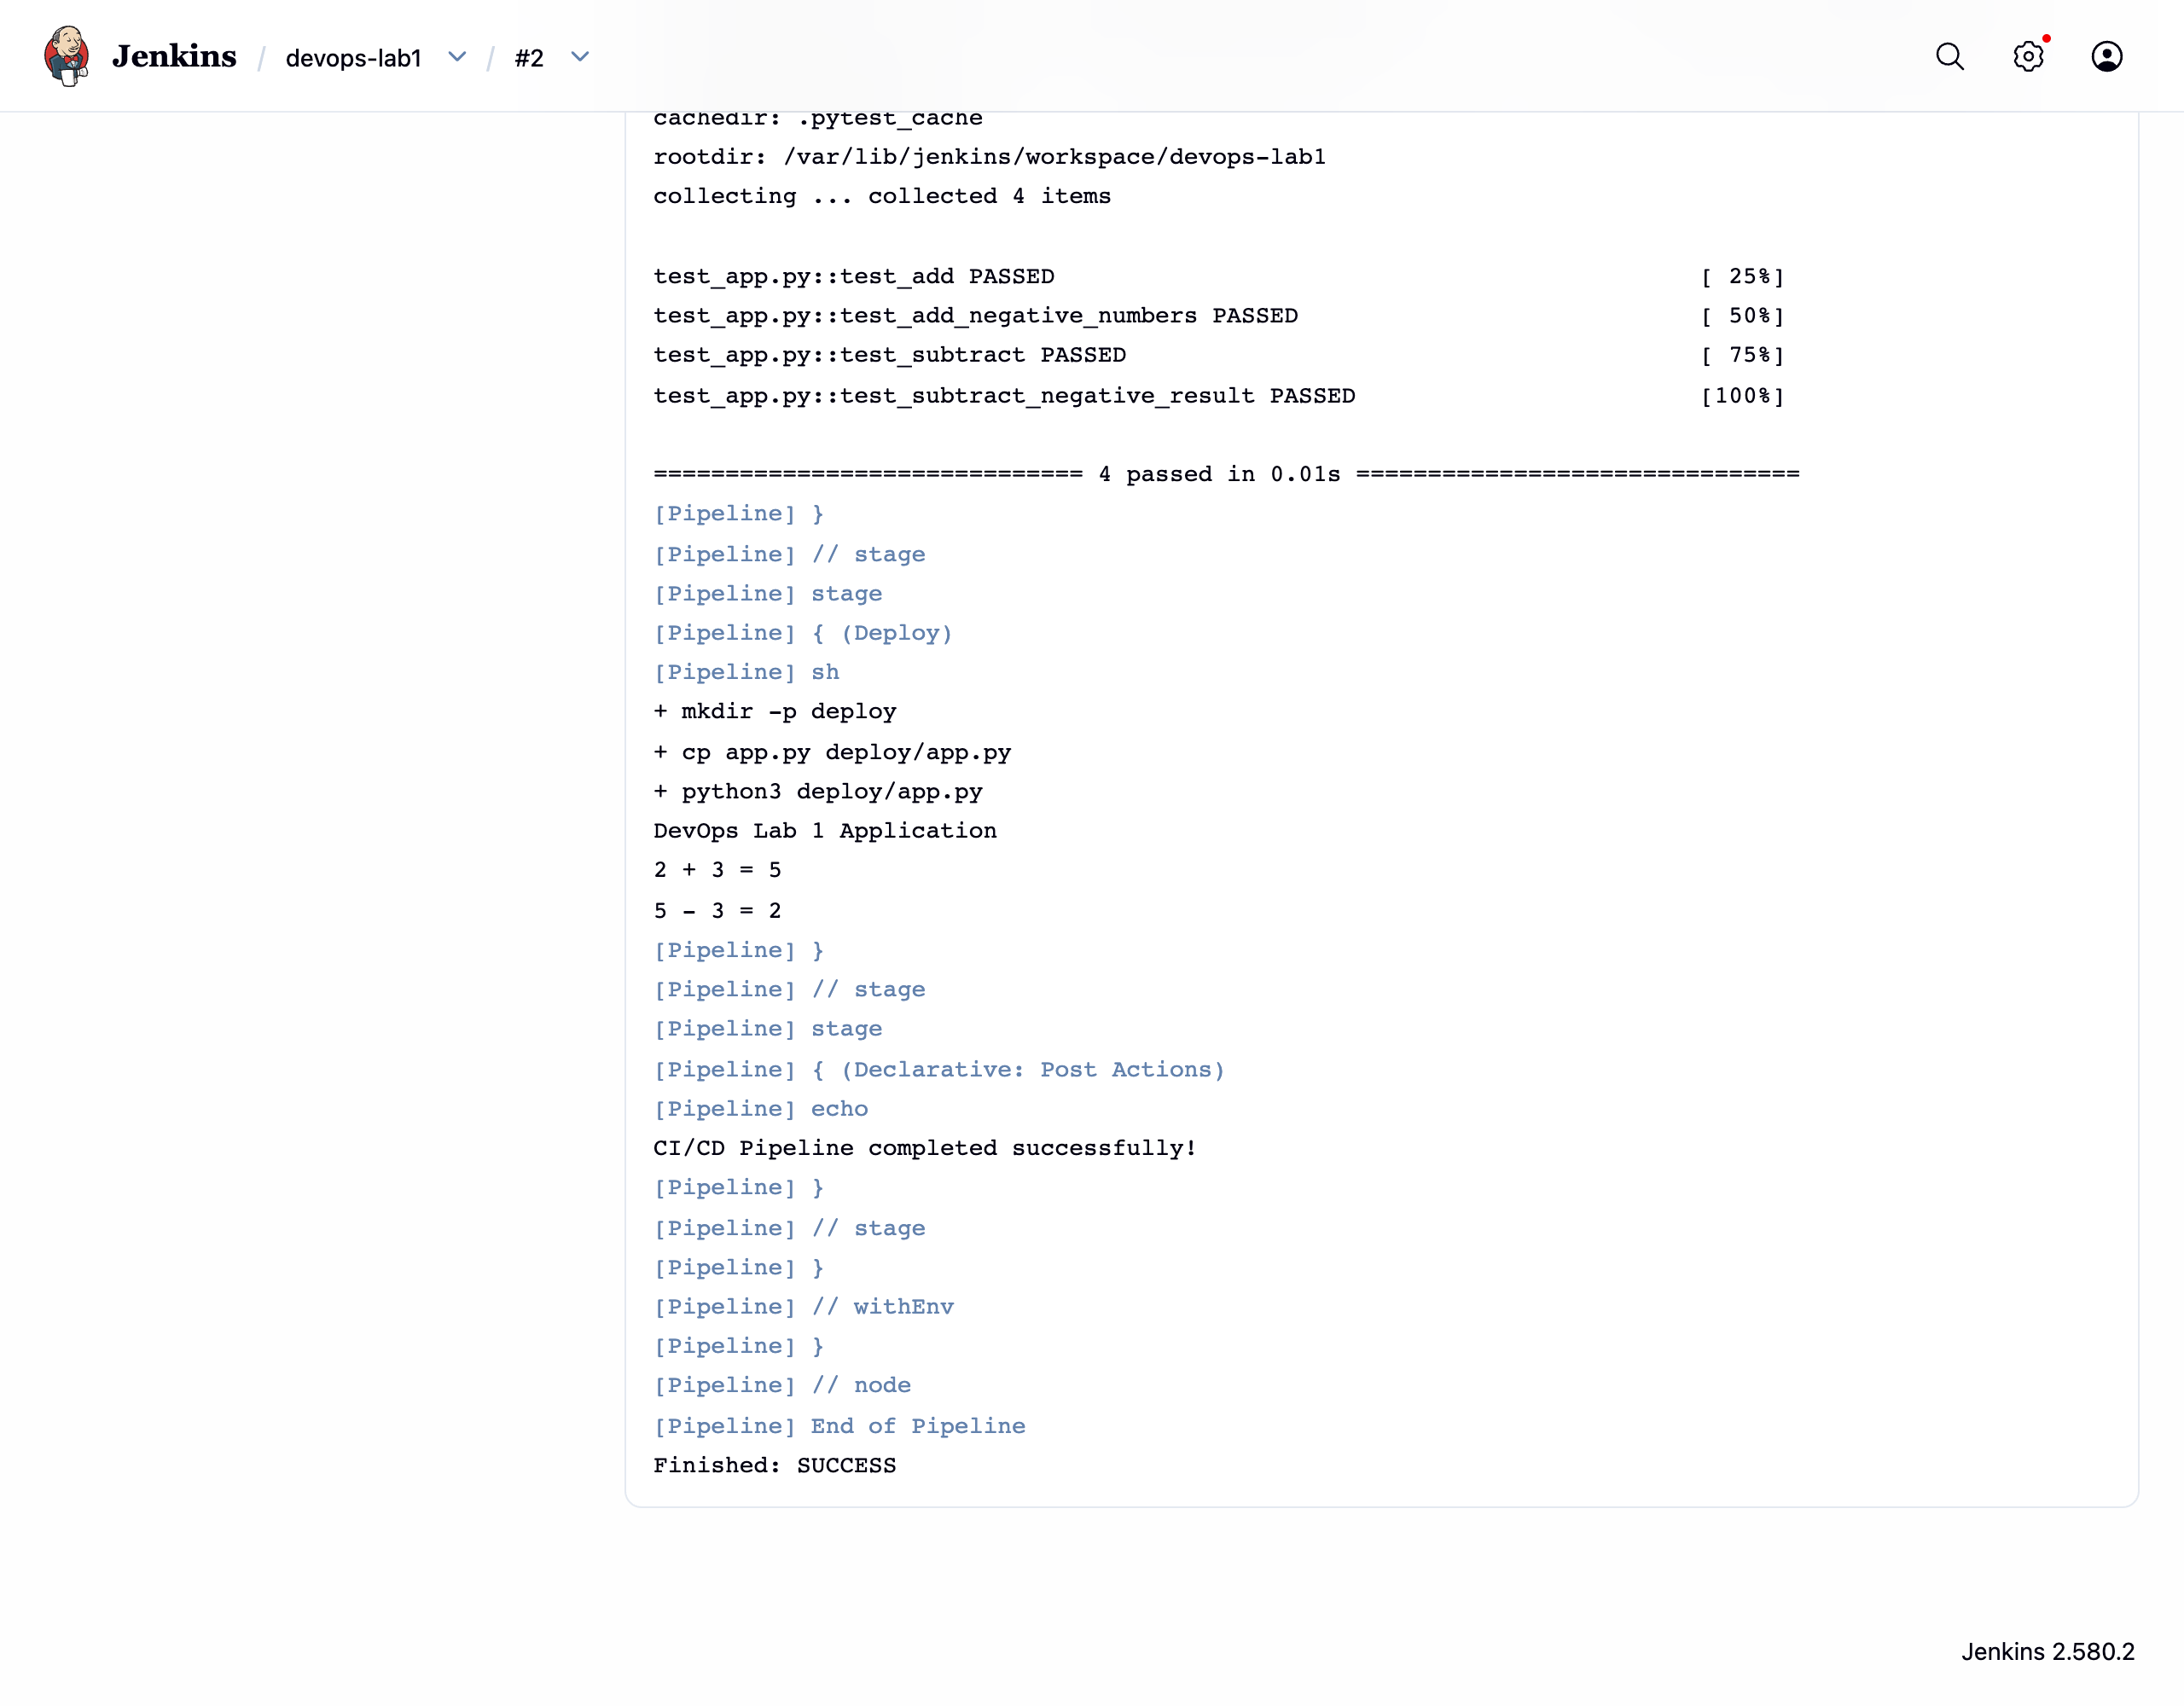 Jenkins / devops-lab1 / #2
cachedir: .pytest_cache
rootdir: /var/lib/jenkins/workspace/devops-lab1
collecting ... collected 4 items
test_app.py::test_add PASSED [ 25%]
test_app.py::test_add_negative_numbers PASSED [ 50%]
test_app.py::test_subtract PASSED [ 75%]
test_app.py::test_subtract_negative_result PASSED [100%]
============================== 4 passed in 0.01s ===============================
[Pipeline] }
[Pipeline] // stage
[Pipeline] stage
[Pipeline] { (Deploy)
[Pipeline] sh
+ mkdir -p deploy
+ cp app.py deploy/app.py
+ python3 deploy/app.py
DevOps Lab 1 Application
2 + 3 = 5
5 - 3 = 2
[Pipeline] }
[Pipeline] // stage
[Pipeline] stage
[Pipeline] { (Declarative: Post Actions)
[Pipeline] echo
CI/CD Pipeline completed successfully!
[Pipeline] }
[Pipeline] // stage
[Pipeline] }
[Pipeline] // withEnv
[Pipeline] }
[Pipeline] // node
[Pipeline] End of Pipeline
Finished: SUCCESS
Jenkins 2.580.2